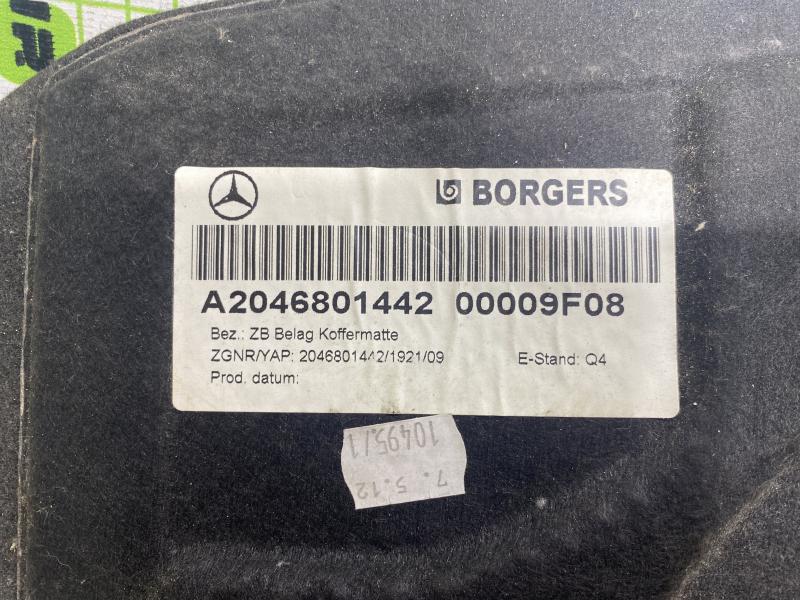 BORGERS
A2046801442 00009F08
Bez.: ZB Belag Koffermatte
ZGNR/YAP: 2046801442/1921/09 E-Stand: Q4
Prod. datum:
7. 5.12
10495/1